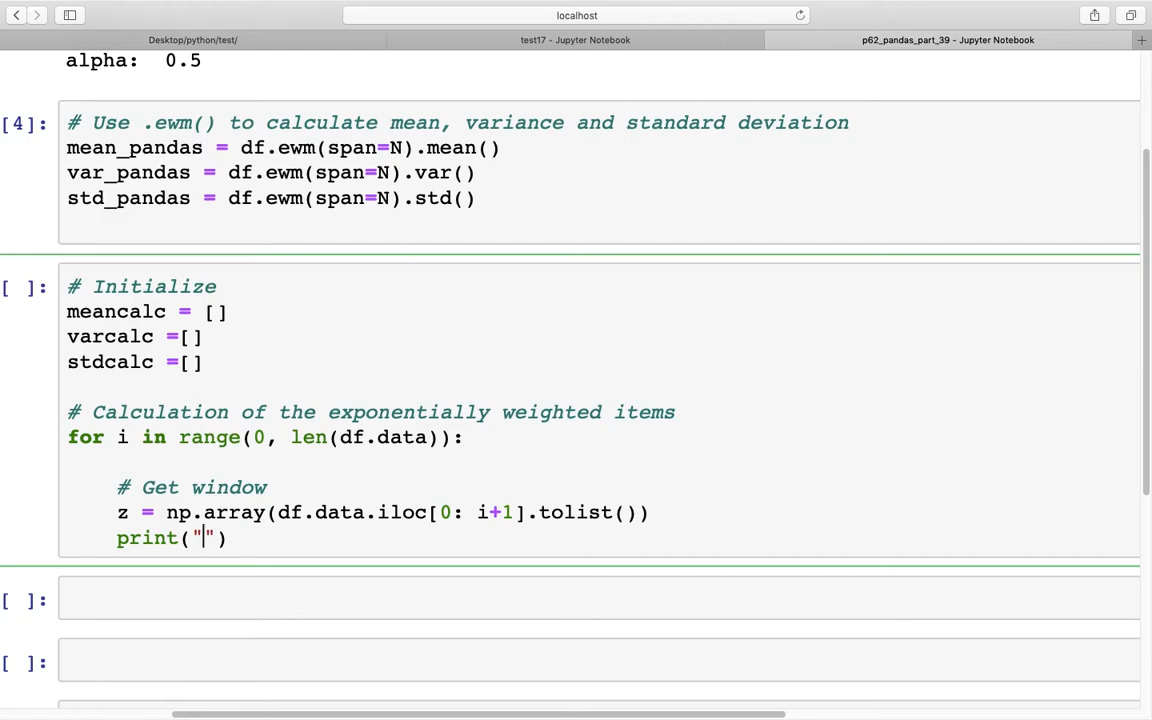 localhost
Desktop/python/test/
test17 - Jupyter Notebook
p62_pandas_part_39 - Jupyter Notebook
alpha:  0.5
[4]:
# Use .ewm() to calculate mean, variance and standard deviation
mean_pandas = df.ewm(span=N).mean()
var_pandas = df.ewm(span=N).var()
std_pandas = df.ewm(span=N).std()
[ ]:
# Initialize
meancalc = []
varcalc =[]
stdcalc =[]
# Calculation of the exponentially weighted items
for i in range(0, len(df.data)):
# Get window
z = np.array(df.data.iloc[0: i+1].tolist())
print("")
[ ]:
[ ]: